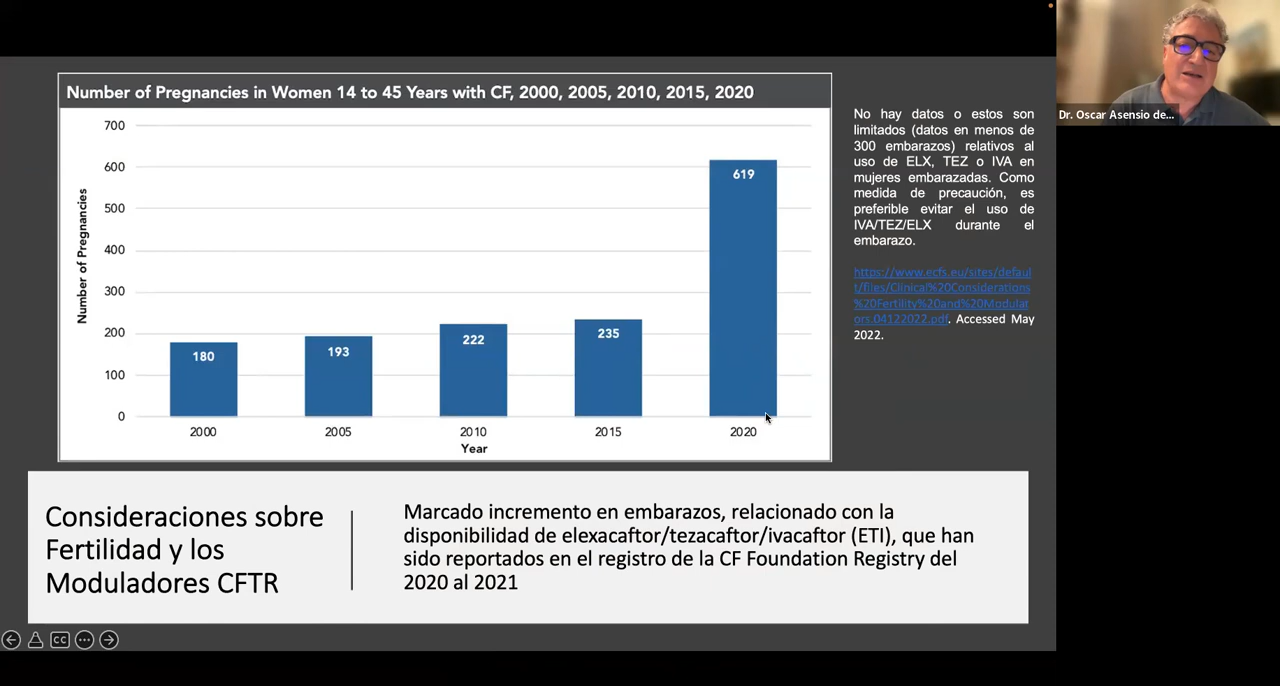 Number of Pregnancies in Women 14 to 45 Years with CF, 2000, 2005, 2010, 2015, 2020
Number of Pregnancies
700
600
500
400
300
200
100
0
180
193
222
235
619
2000
2005
2010
2015
2020
Year
No hay datos o estos son
limitados (datos en menos de
300 embarazos) relativos al
uso de ELX, TEZ o IVA en
mujeres embarazadas. Como
medida de precaución, es
preferible evitar el uso de
IVA/TEZ/ELX durante el
embarazo.
https://www.ecfs.eu/sites/defaul
t/files/Clinical%20Considerations
%20Fertility%20and%20Modulat
ors.04122022.pdf. Accessed May
2022.
Dr. Oscar Asensio de...
Consideraciones sobre
Fertilidad y los
Moduladores CFTR
Marcado incremento en embarazos, relacionado con la
disponibilidad de elexacaftor/tezacaftor/ivacaftor (ETI), que han
sido reportados en el registro de la CF Foundation Registry del
2020 al 2021
CC